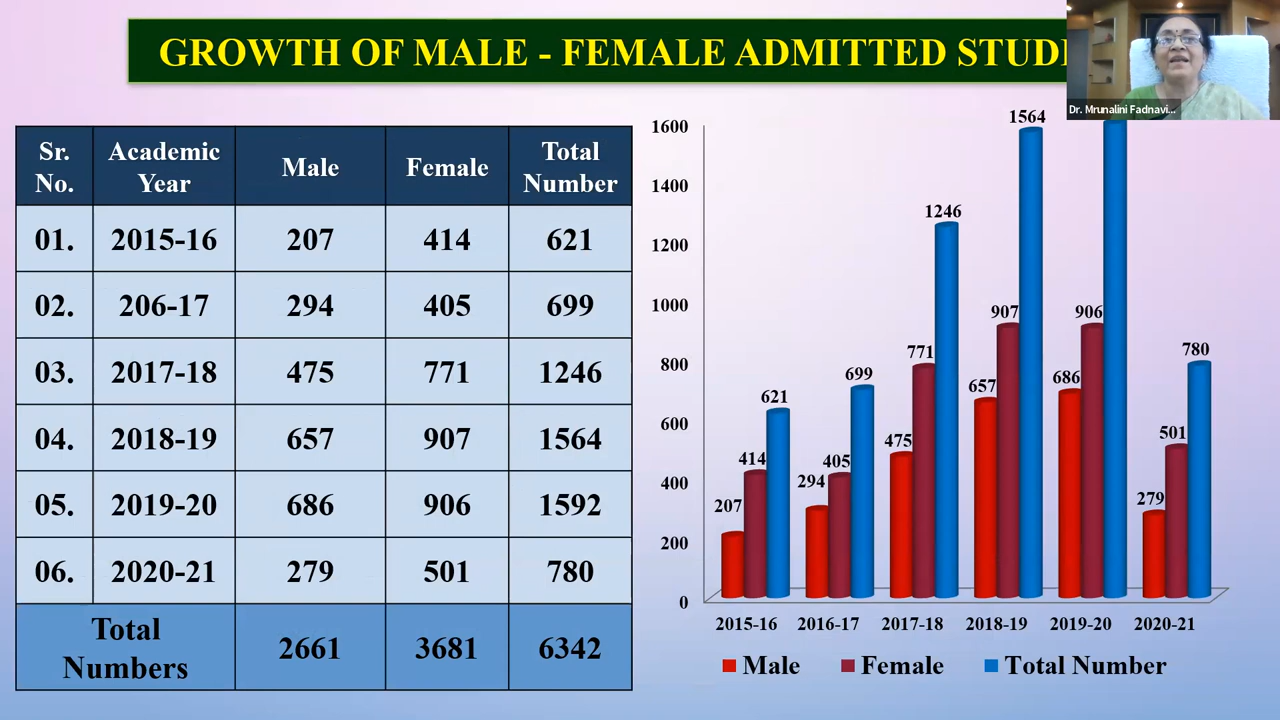 GROWTH OF MALE - FEMALE ADMITTED
Dr. Mrunalini Fadnavi...
Sr. No. Academic Year Male Female Total Number
01. 2015-16 207 414 621
02. 206-17 294 405 699
03. 2017-18 475 771 1246
04. 2018-19 657 907 1564
05. 2019-20 686 906 1592
06. 2020-21 279 501 780
Total Numbers 2661 3681 6342
1600
1400
1200
1000
800
600
400
200
0
207 414 621
294 405 699
475 771 1246
657 907 1564
686 906
279 501 780
2015-16 2016-17 2017-18 2018-19 2019-20 2020-21
Male Female Total Number